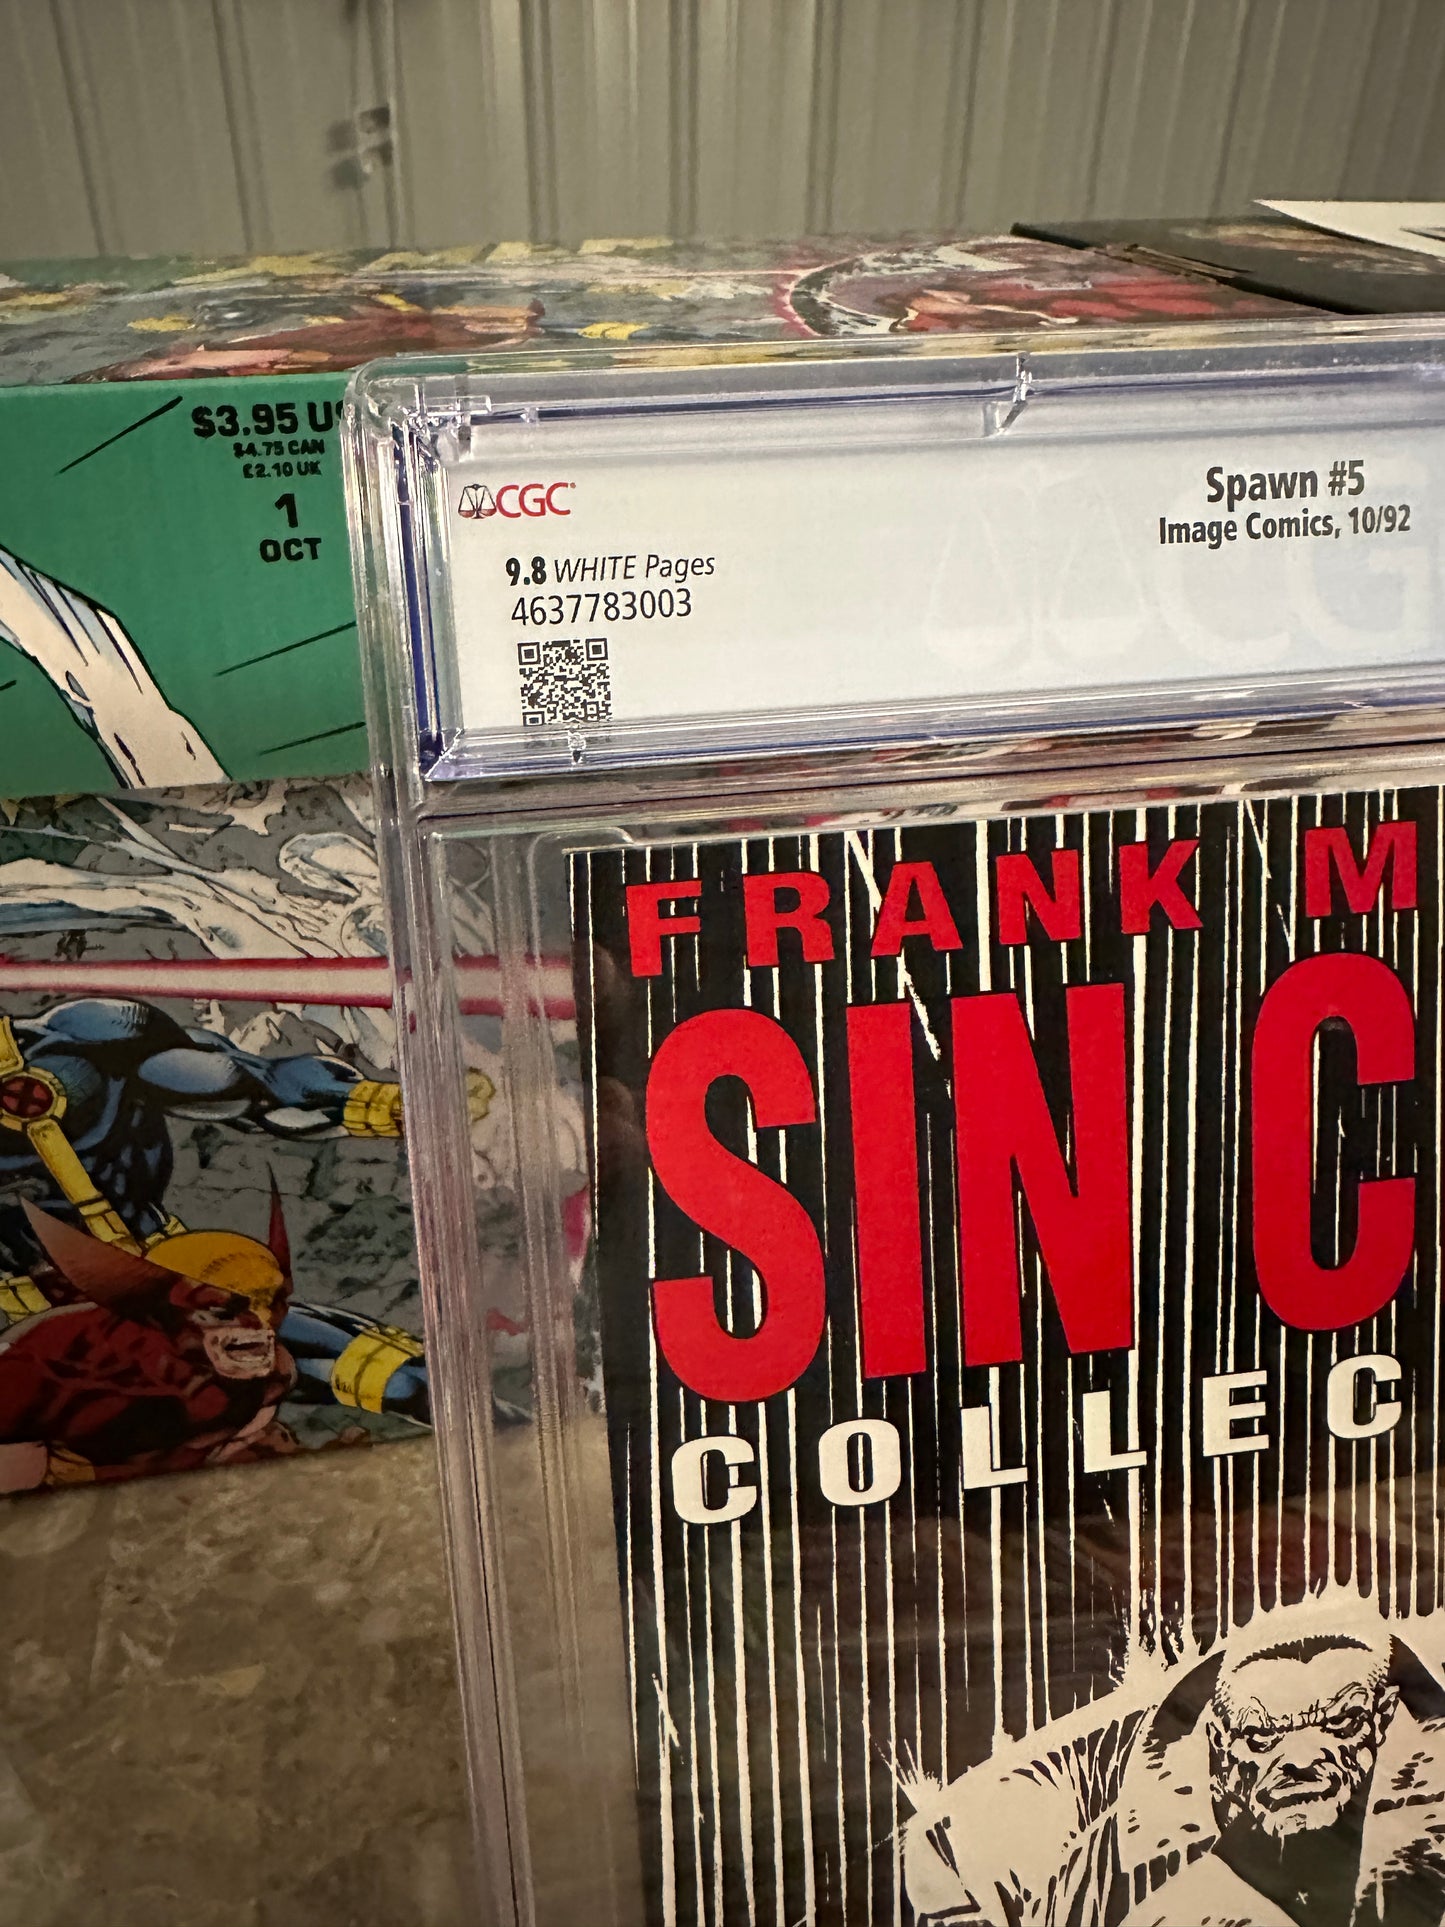 $3.95 U
$4.75 CAN
£2.10 UK
1
OCT
CGC
Spawn #5
Image Comics, 10/92
9.8 WHITE Pages
4637783003
FRANK M
SIN C
COLLEC